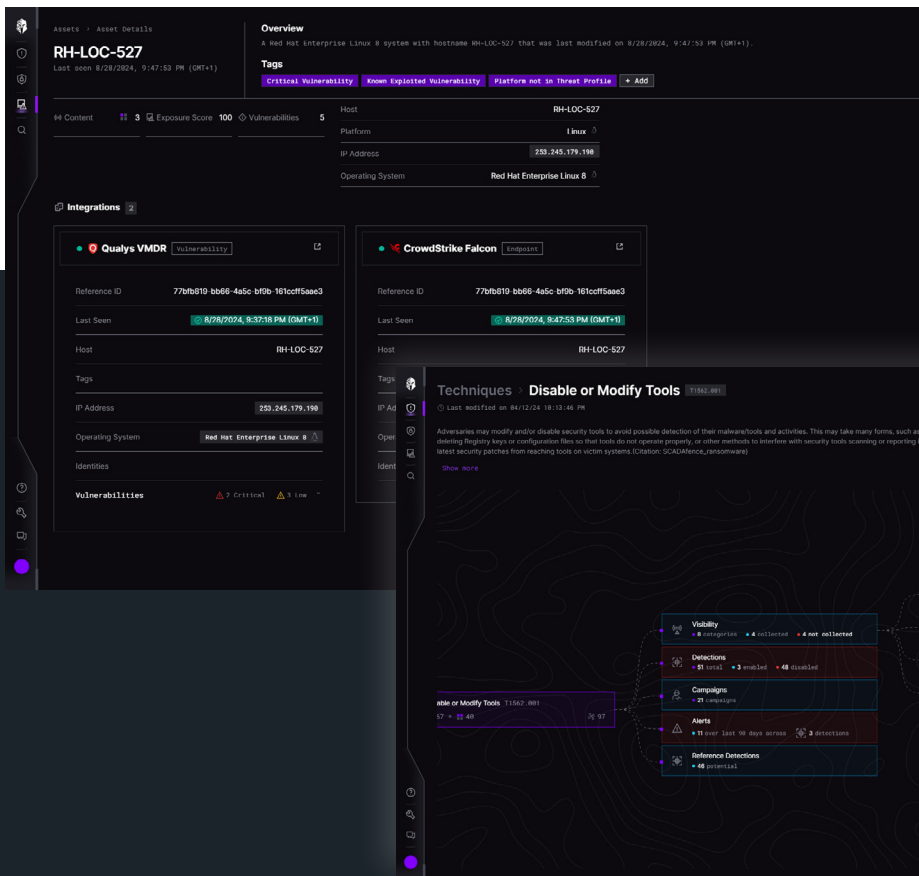 Assets > Asset Details
RH-LOC-527
Last seen 8/28/2024, 9:47:53 PM (GMT+1)
Overview
A Red Hat Enterprise Linux 8 system with hostname RH-LOC-527 that was last modified on 8/28/2024, 9:47:53 PM (GMT+1).
Tags
Critical Vulnerability Known Exploited Vulnerability Platform not in Threat Profile + Add
Content 3 Exposure Score 100 Vulnerabilities 5
Host RH-LOC-527
Platform Linux
IP Address 253.245.179.190
Operating System Red Hat Enterprise Linux 8
Integrations 2
Qualys VMDR Vulnerability
Reference ID 77bfb819-bb66-4a5c-bf9b-161ccff5aae3
Last Seen 8/28/2024, 9:37:18 PM (GMT+1)
Host RH-LOC-527
Tags
IP Address 253.245.179.190
Operating System Red Hat Enterprise Linux 8
Identities
Vulnerabilities 2 Critical 3 Low
CrowdStrike Falcon Endpoint
Reference ID 77bfb819-bb66-4a5c-bf9b-161ccff5aae3
Last Seen 8/28/2024, 9:47:53 PM (GMT+1)
Host RH-LOC-527
Tags
IP Ad
Oper
Ident
Techniques > Disable or Modify Tools T1562.001
Last modified on 04/12/24 10:13:46 PM
Adversaries may modify and/or disable security tools to avoid possible detection of their malware/tools and activities. This may take many forms, such as
deleting Registry keys or configuration files so that tools do not operate properly, or other methods to interfere with security tools scanning or reporting
latest security patches from reaching tools on victim systems.(Citation: SCADAfence_ransomware)
Show more
able or Modify Tools T1562.001
57 → 40 97
Visibility
8 categories 4 collected 4 not collected
Detections
51 total 3 enabled 48 disabled
Campaigns
21 campaigns
Alerts
11 over last 90 days across 3 detections
Reference Detections
46 potential